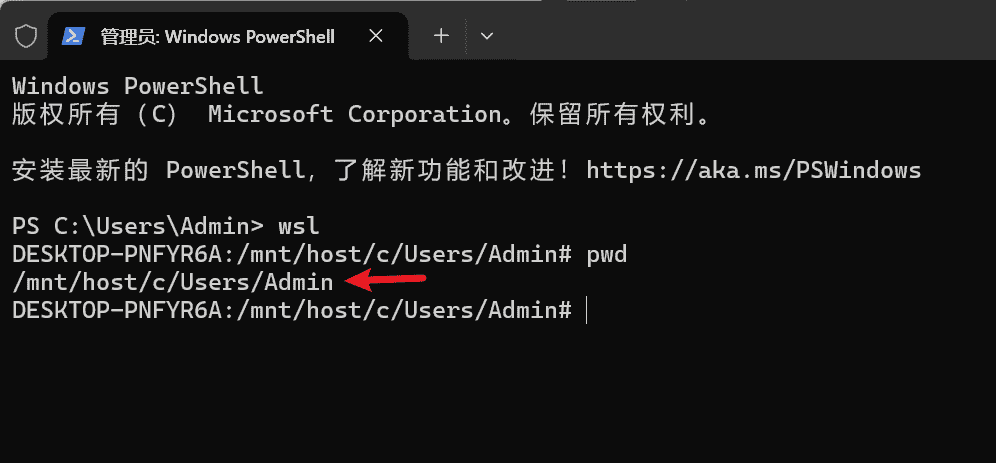 管理员: Windows PowerShell
Windows PowerShell
版权所有 (C) Microsoft Corporation。保留所有权利。
安装最新的 PowerShell，了解新功能和改进！https://aka.ms/PSWindows
PS C:\Users\Admin> wsl
DESKTOP-PNFYR6A:/mnt/host/c/Users/Admin# pwd
/mnt/host/c/Users/Admin
DESKTOP-PNFYR6A:/mnt/host/c/Users/Admin#